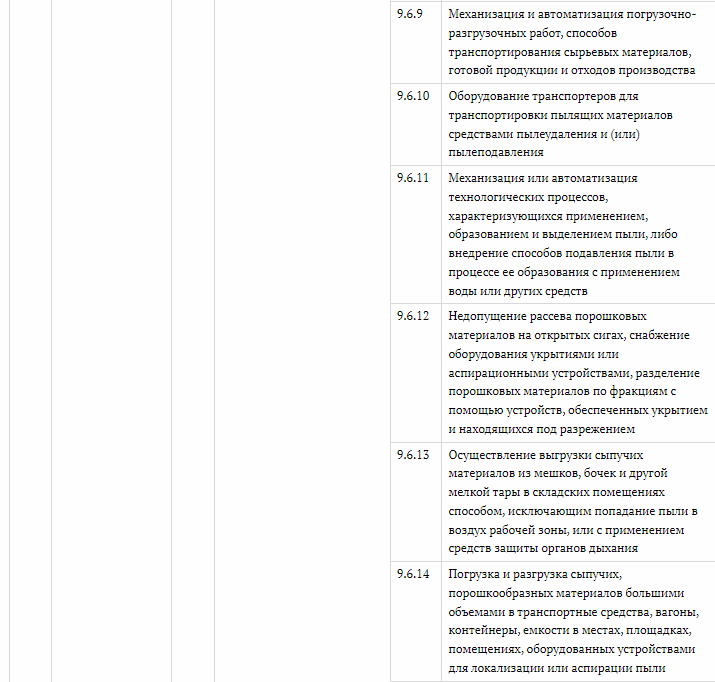 9.6.9 Механизация и автоматизация погрузочно-
разгрузочных работ, способов
транспортирования сырьевых материалов,
готовой продукции и отходов производства
9.6.10 Оборудование транспортеров для
транспортировки пылящих материалов
средствами пылеудаления и (или)
пылеподавления
9.6.11 Механизация или автоматизация
технологических процессов,
характеризующихся применением,
образованием и выделением пыли, либо
внедрение способов подавления пыли в
процессе ее образования с применением
воды или других средств
9.6.12 Недопущение рассева порошковых
материалов на открытых сигах, снабжение
оборудования укрытиями или
аспирационными устройствами, разделение
порошковых материалов по фракциям с
помощью устройств, обеспеченных укрытием
и находящихся под разрежением
9.6.13 Осуществление выгрузки сыпучих
материалов из мешков, бочек и другой
мелкой тары в складских помещениях
способом, исключающим попадание пыли в
воздух рабочей зоны, или с применением
средств защиты органов дыхания
9.6.14 Погрузка и разгрузка сыпучих,
порошкообразных материалов большими
объемами в транспортные средства, вагоны,
контейнеры, емкости в местах, площадках,
помещениях, оборудованных устройствами
для локализации или аспирации пыли